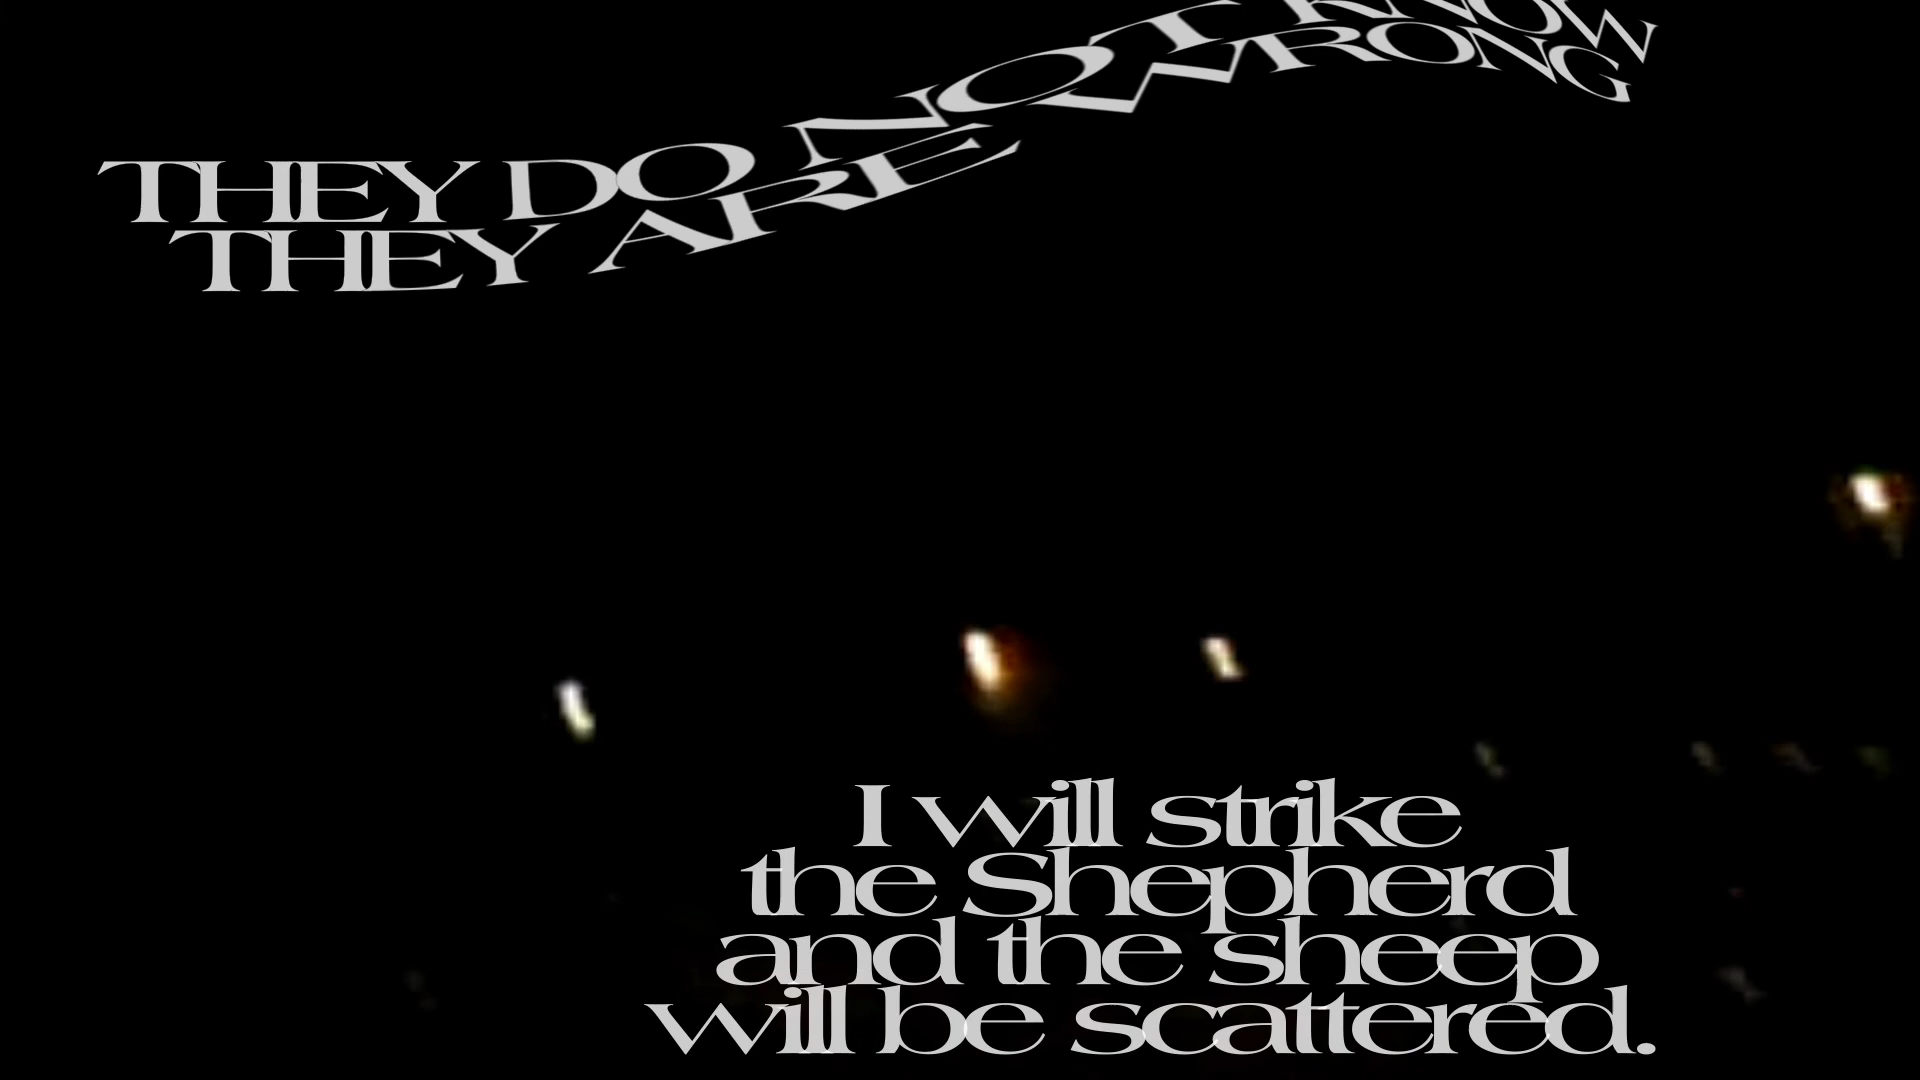 THEY DO NOT KNOW
THEY ARE WRONG
I will strike
the Shepherd
and the sheep
will be scattered.